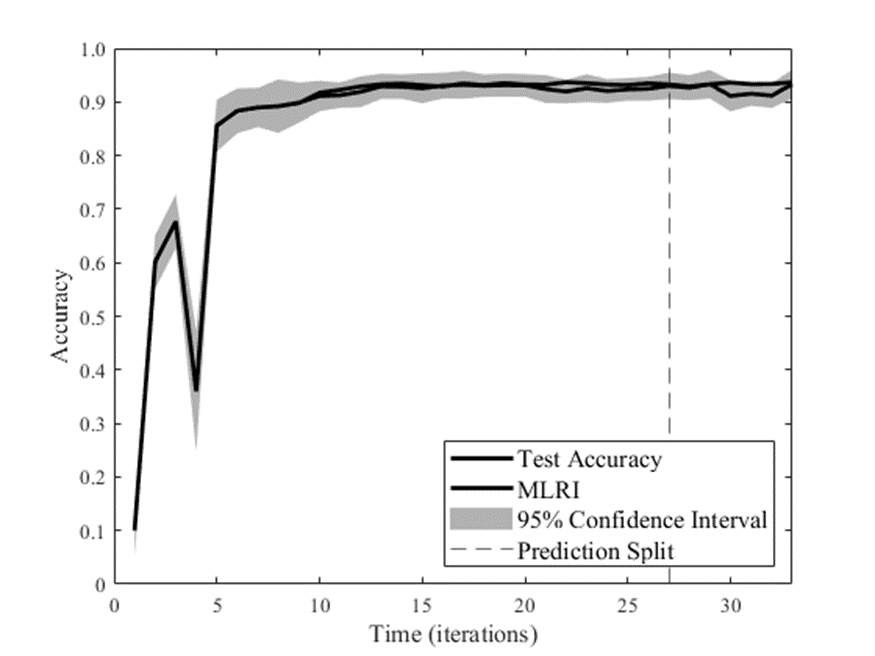 1.0
0.9
0.8
0.7
0.6
0.5
0.4
0.3
0.2
0.1
0
Accuracy
Test Accuracy
MLRI
95% Confidence Interval
Prediction Split
0 5 10 15 20 25 30
Time (iterations)